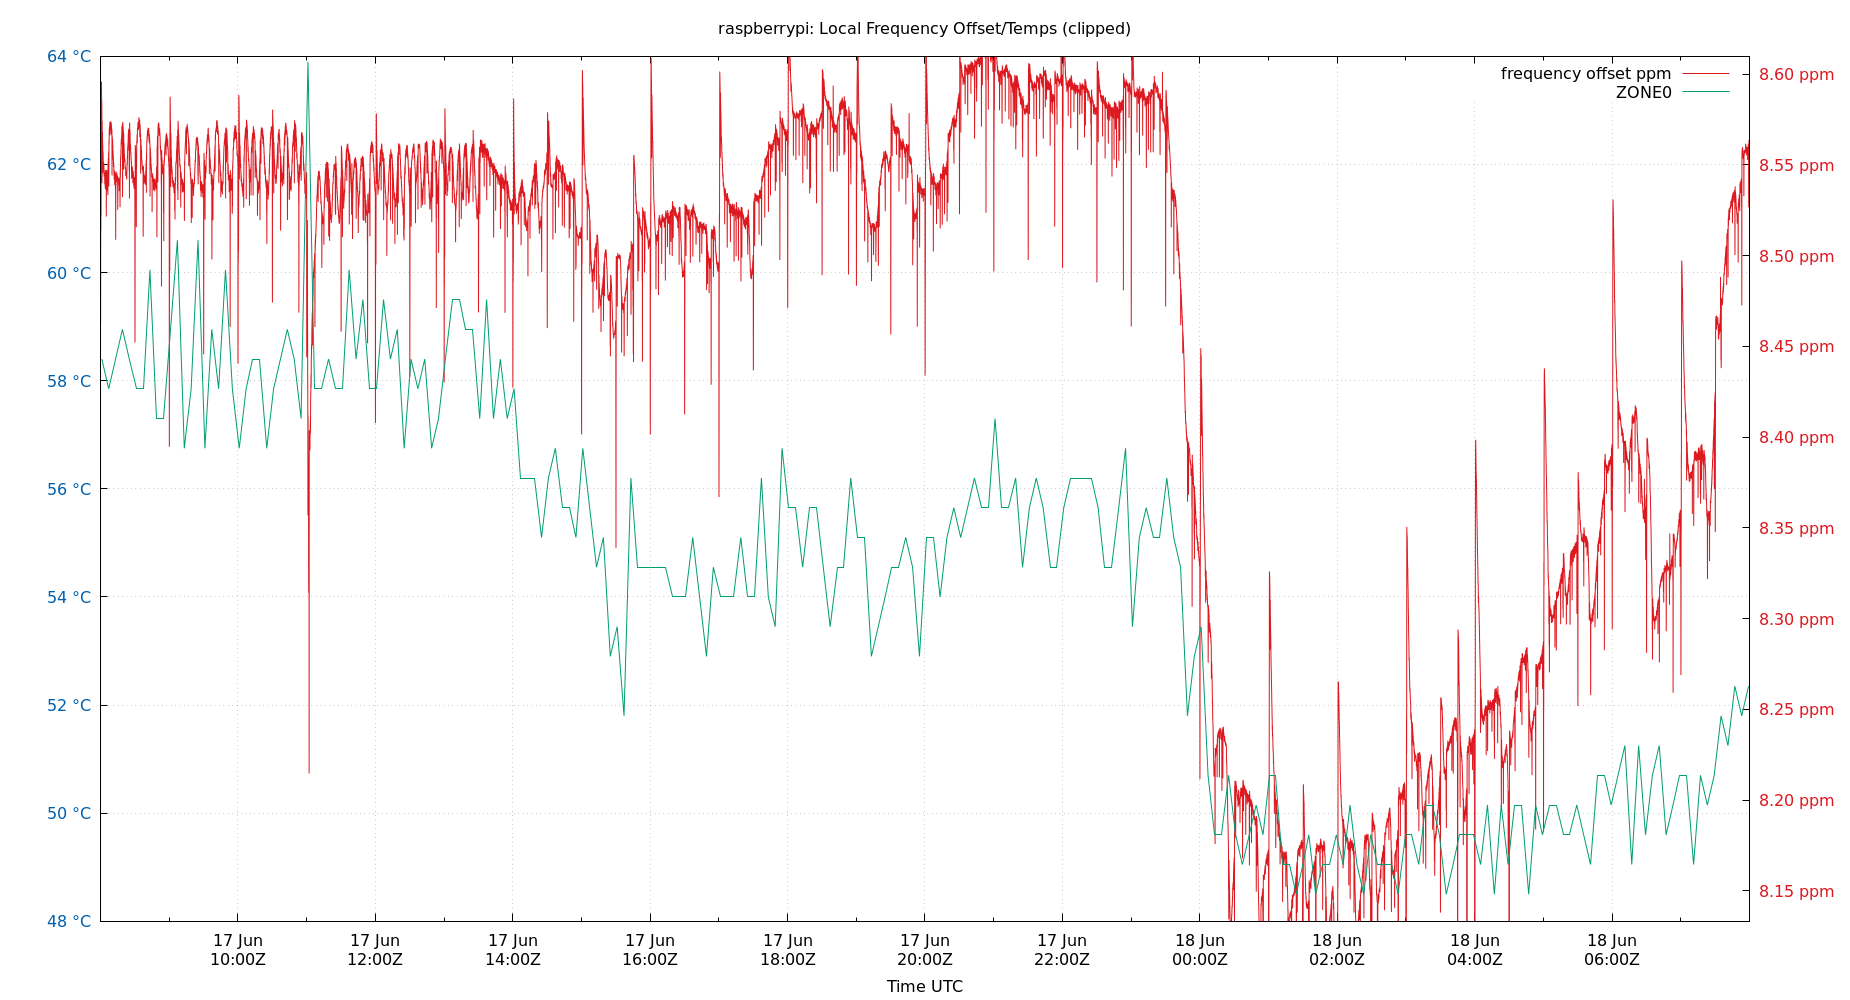 raspberrypi: Local Frequency Offset/Temps (clipped)
frequency offset ppm
ZONE0
64 °C
62 °C
60 °C
58 °C
56 °C
54 °C
52 °C
50 °C
48 °C
8.60 ppm
8.55 ppm
8.50 ppm
8.45 ppm
8.40 ppm
8.35 ppm
8.30 ppm
8.25 ppm
8.20 ppm
8.15 ppm
17 Jun
10:00Z
17 Jun
12:00Z
17 Jun
14:00Z
17 Jun
16:00Z
17 Jun
18:00Z
17 Jun
20:00Z
17 Jun
22:00Z
18 Jun
00:00Z
18 Jun
02:00Z
18 Jun
04:00Z
18 Jun
06:00Z
Time UTC